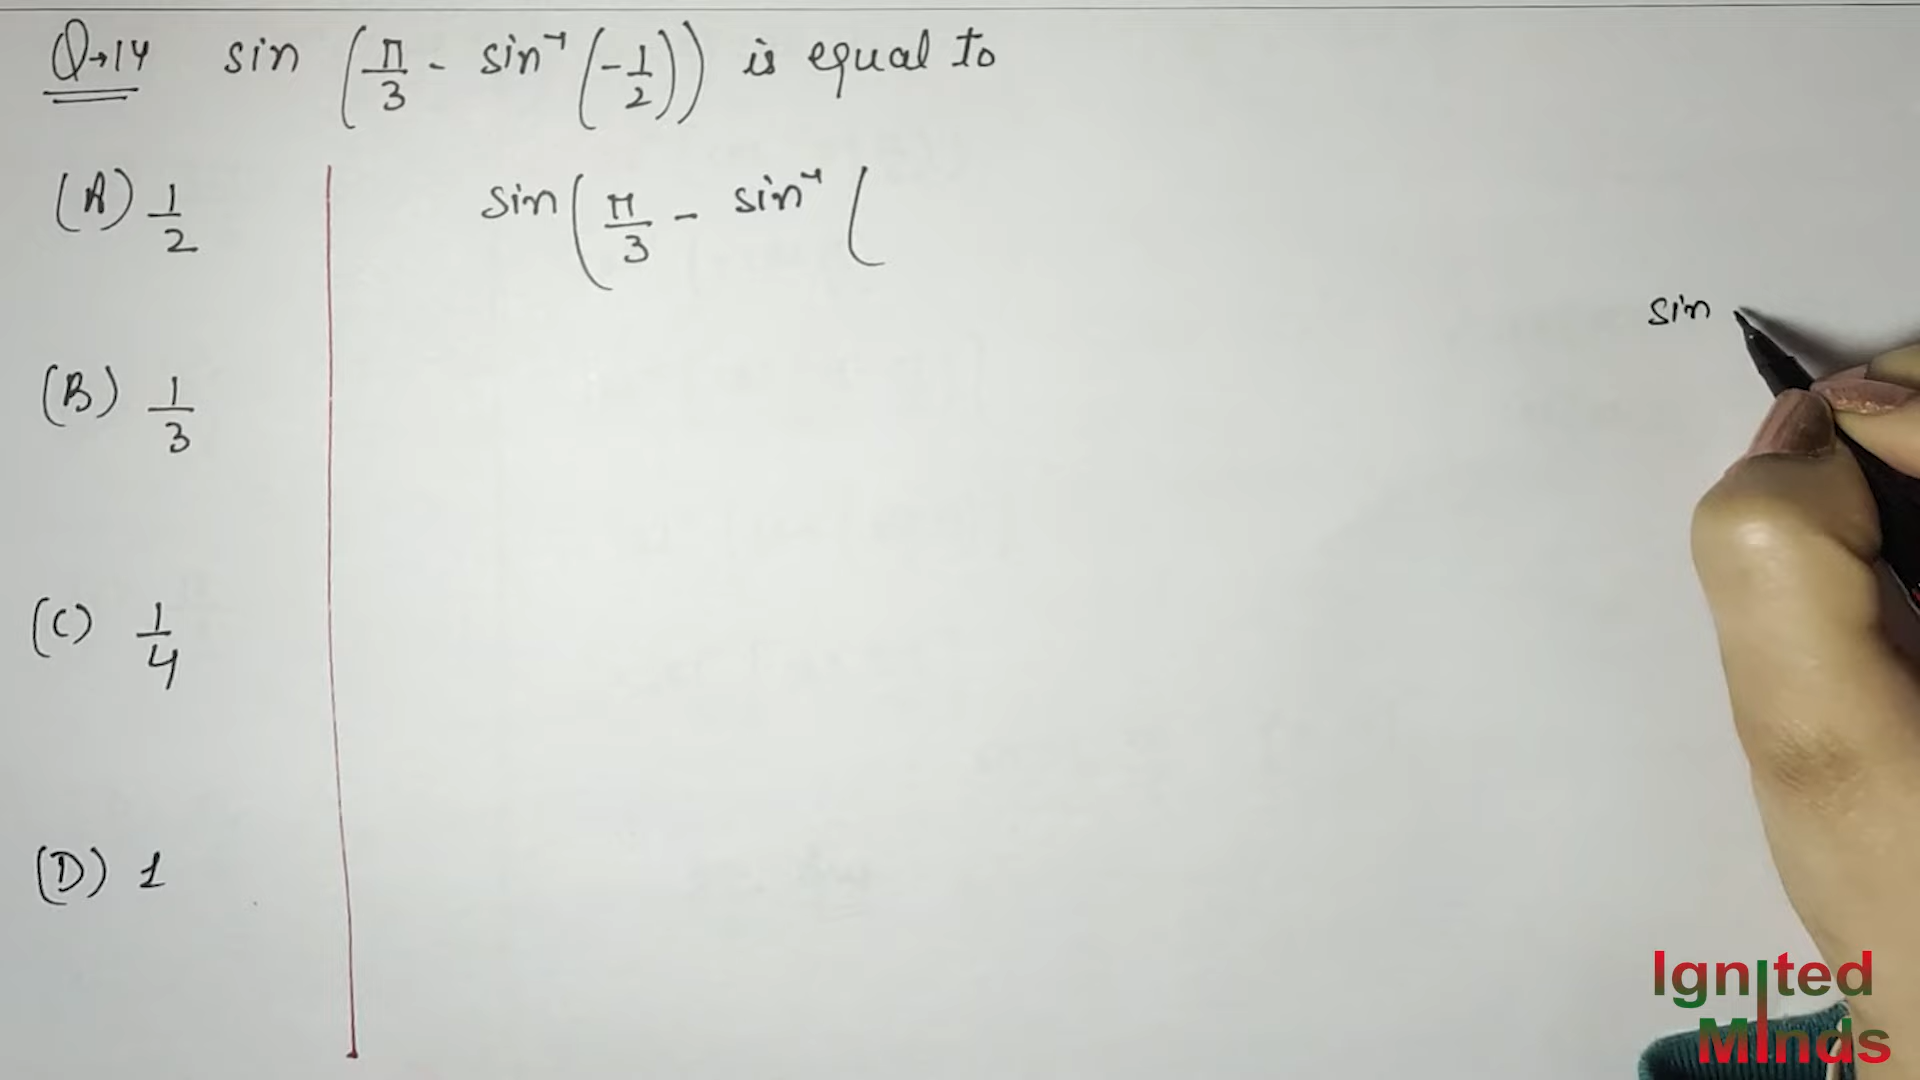 Q→14 sin (π/3 - sin⁻¹(-1/2)) is equal to
(A) 1/2
sin(π/3 - sin⁻¹(
sin
(B) 1/3
(C) 1/4
(D) 1
Ignited
Minds